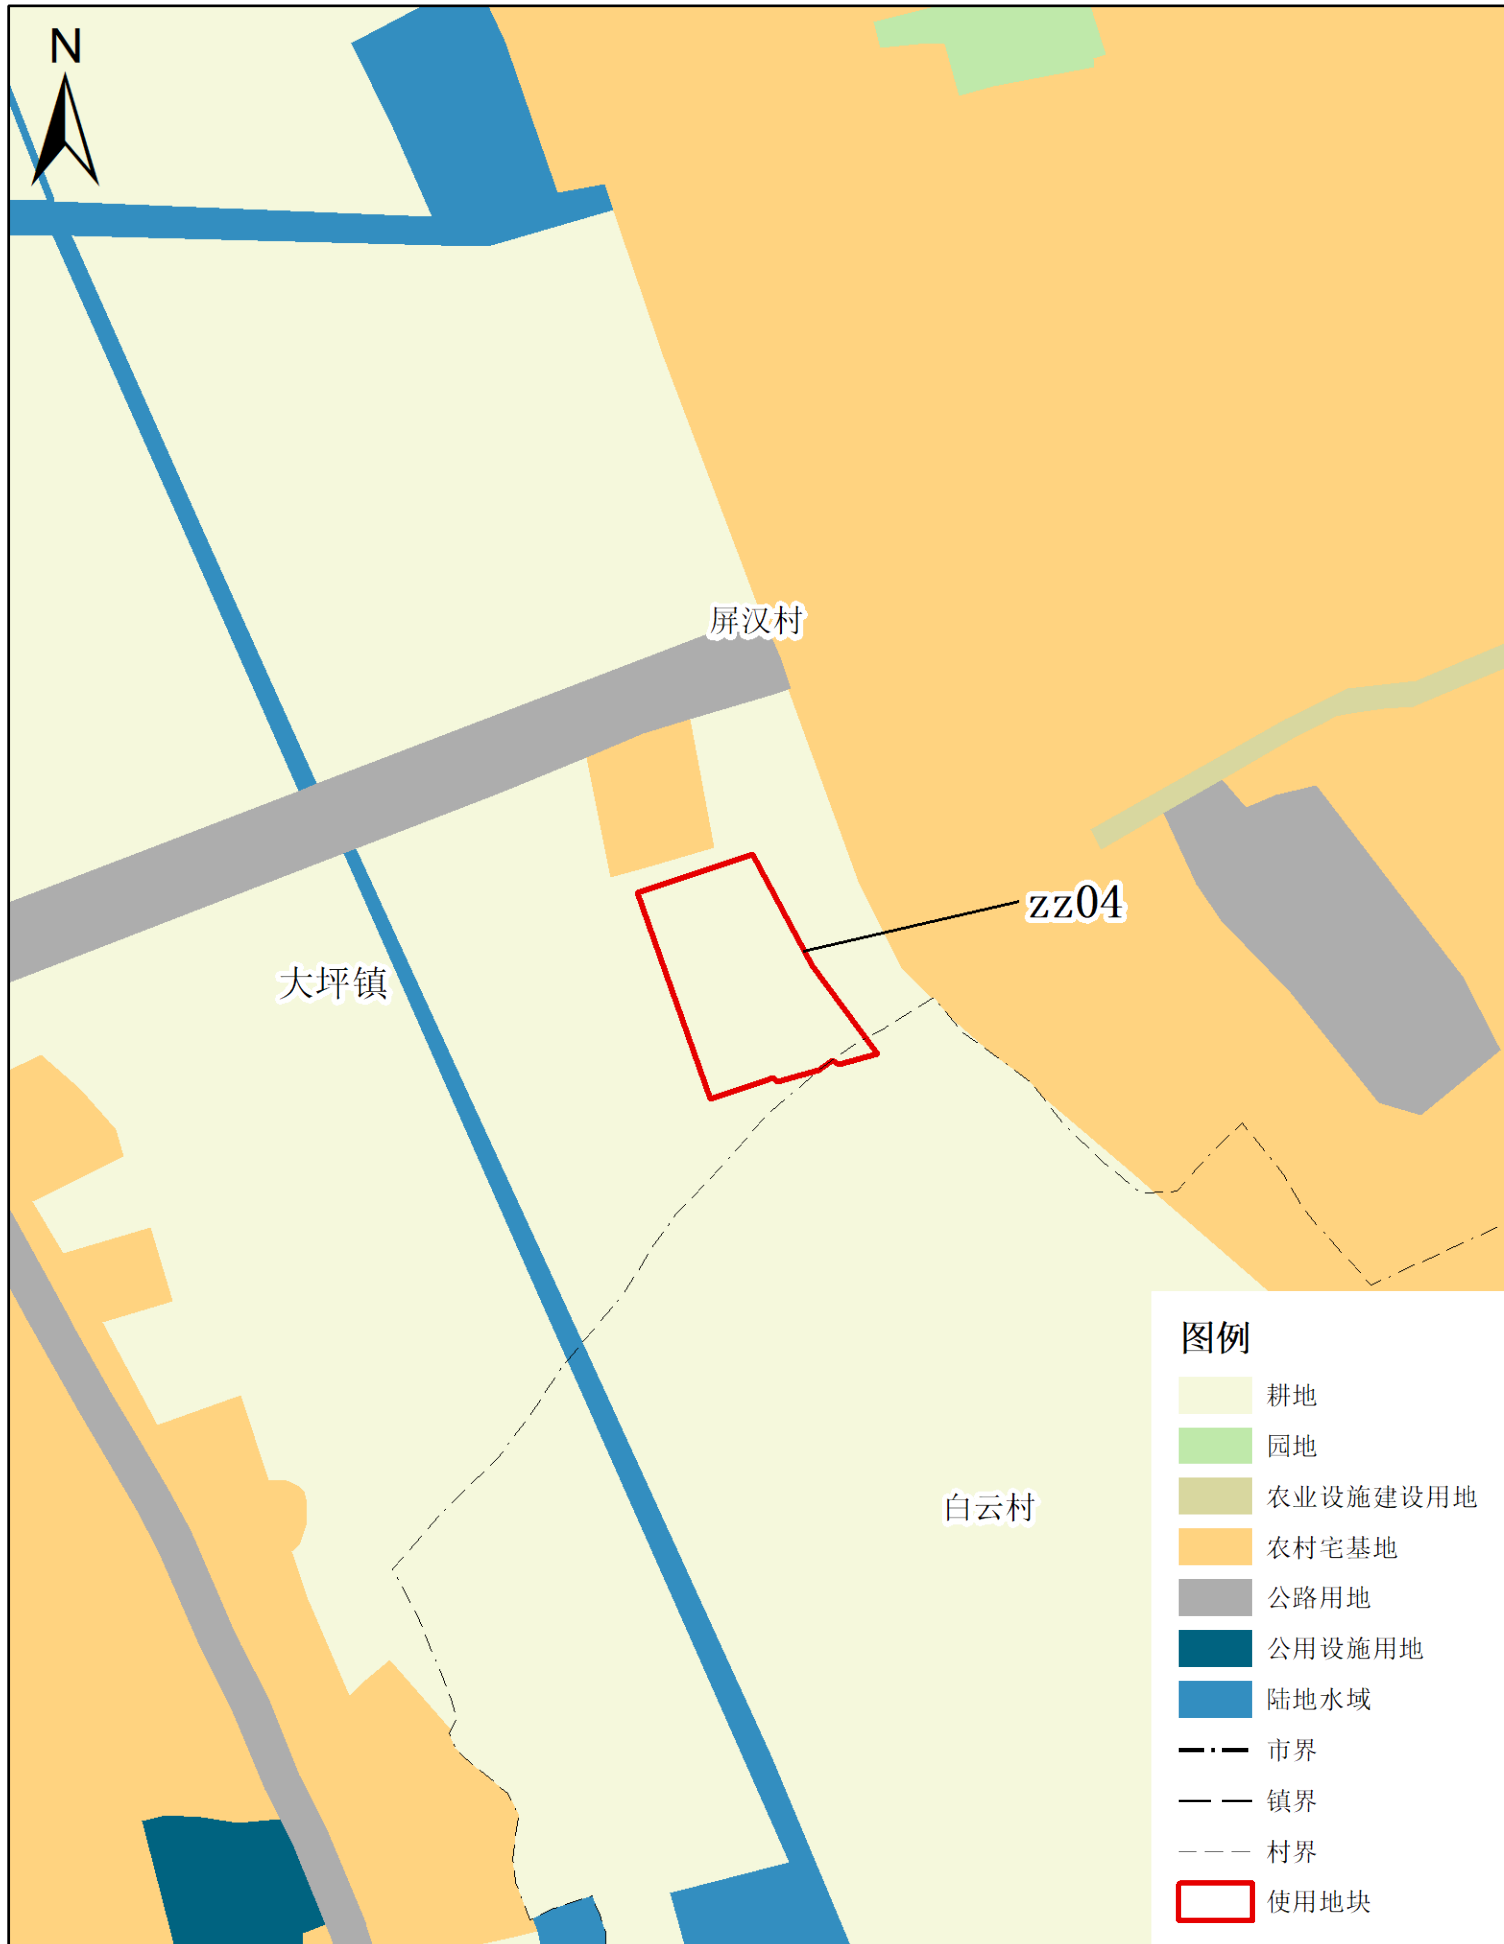 N
屏汉村
zz04
大坪镇
白云村
图例
耕地
园地
农业设施建设用地
农村宅基地
公路用地
公用设施用地
陆地水域
市界
镇界
村界
使用地块